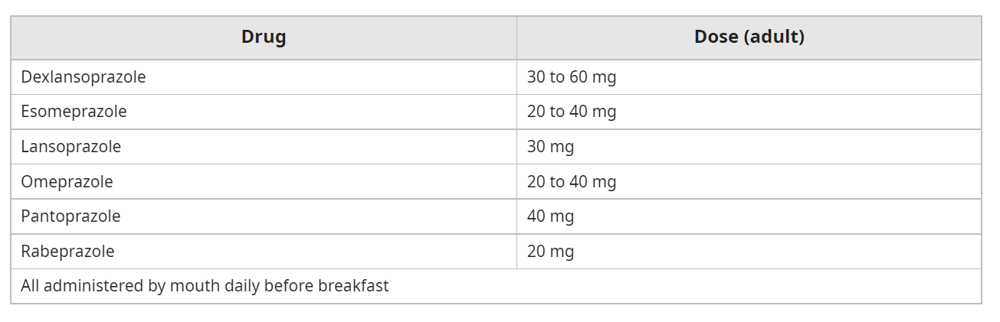 Drug Dose (adult)
Dexlansoprazole 30 to 60 mg
Esomeprazole 20 to 40 mg
Lansoprazole 30 mg
Omeprazole 20 to 40 mg
Pantoprazole 40 mg
Rabeprazole 20 mg
All administered by mouth daily before breakfast